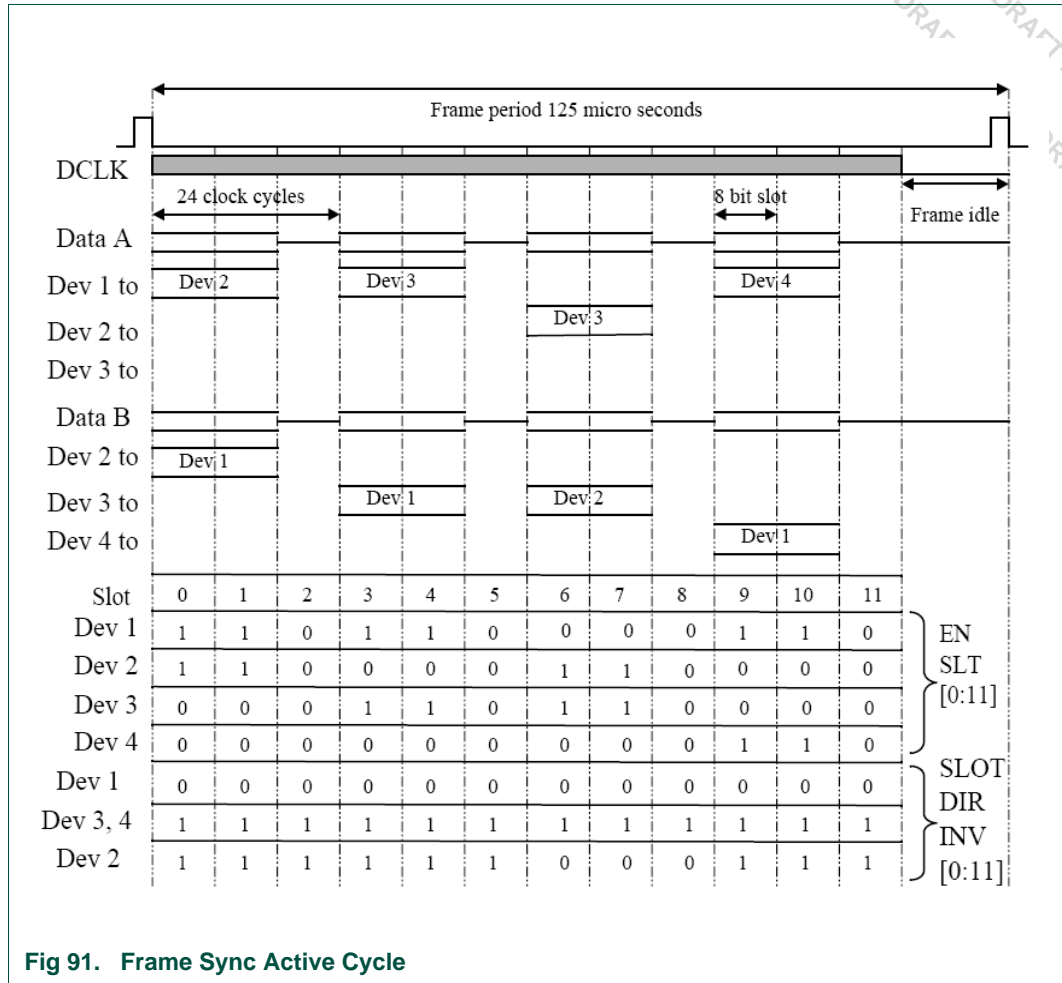 DRAFT
DRAFT
Frame period 125 micro seconds
DCLK
24 clock cycles
8 bit slot
Frame idle
Data A
Dev 1 to Dev 2 Dev 3 Dev 4
Dev 2 to Dev 3
Dev 3 to
Data B
Dev 2 to Dev 1
Dev 3 to Dev 1 Dev 2
Dev 4 to Dev 1
Slot 0 1 2 3 4 5 6 7 8 9 10 11
Dev 1 1 1 0 1 1 0 0 0 0 1 1 0
Dev 2 1 1 0 0 0 0 1 1 0 0 0 0
Dev 3 0 0 0 1 1 0 1 1 0 0 0 0
Dev 4 0 0 0 0 0 0 0 0 0 1 1 0
EN
SLT
[0:11]
Dev 1 0 0 0 0 0 0 0 0 0 0 0 0
Dev 3, 4 1 1 1 1 1 1 1 1 1 1 1 1
Dev 2 1 1 1 1 1 1 0 0 0 1 1 1
SLOT
DIR
INV
[0:11]
Fig 91. Frame Sync Active Cycle